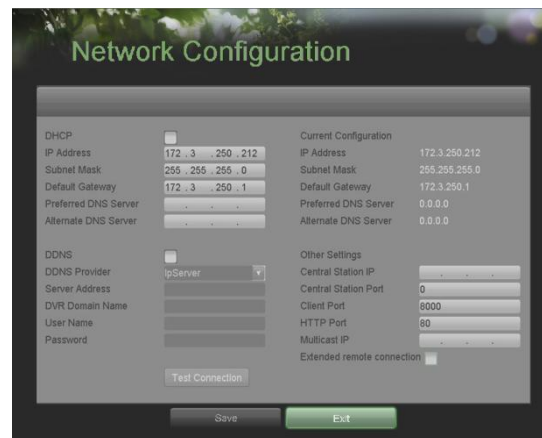 Network Configuration
DHCP
IP Address 172 . 3 . 250 . 212
Subnet Mask 255 . 255 . 255 . 0
Default Gateway 172 . 3 . 250 . 1
Preferred DNS Server . . .
Alternate DNS Server . . .
Current Configuration
IP Address 172.3.250.212
Subnet Mask 255.255.255.0
Default Gateway 172.3.250.1
Preferred DNS Server 0.0.0.0
Alternate DNS Server 0.0.0.0
DDNS
DDNS Provider IpServer
Server Address
DVR Domain Name
User Name
Password
Test Connection
Other Settings
Central Station IP . . .
Central Station Port 0
Client Port 8000
HTTP Port 80
Multicast IP . . .
Extended remote connection
Save Exit